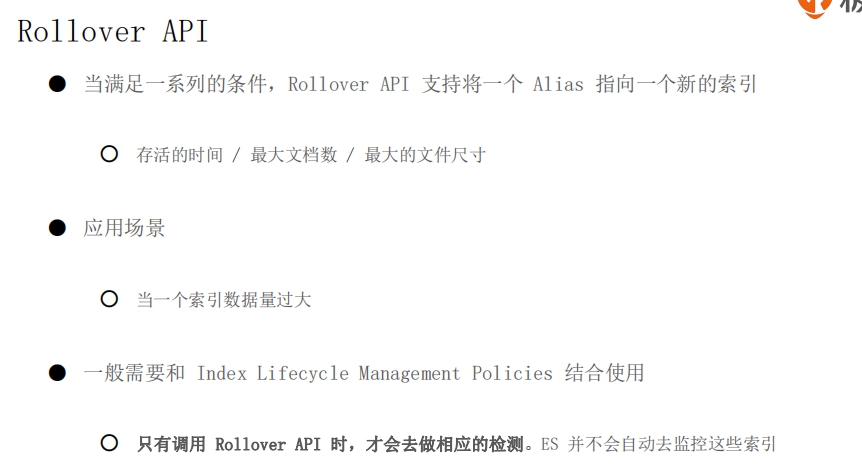 Rollover API
当满足一系列的条件，Rollover API 支持将一个 Alias 指向一个新的索引
存活的时间 / 最大文档数 / 最大的文件尺寸
应用场景
当一个索引数据量过大
一般需要和 Index Lifecycle Management Policies 结合使用
只有调用 Rollover API 时，才会去做相应的检测。ES 并不会自动去监控这些索引